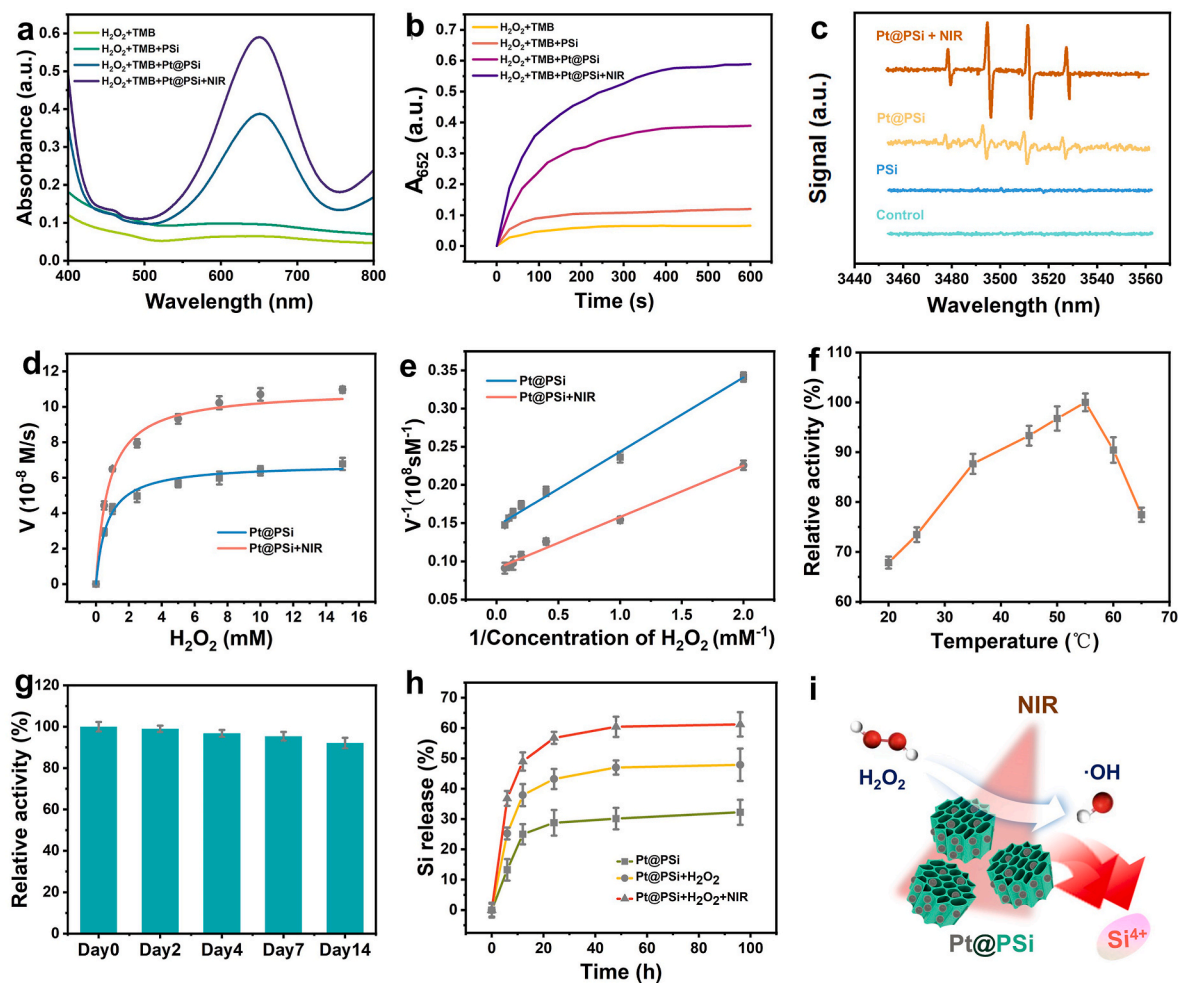 a
H₂O₂+TMB
H₂O₂+TMB+PSi
H₂O₂+TMB+Pt@PSi
H₂O₂+TMB+Pt@PSi+NIR
Absorbance (a.u.)
0.6
0.5
0.4
0.3
0.2
0.1
0.0
400 500 600 700 800
Wavelength (nm)
b
H₂O₂+TMB
H₂O₂+TMB+PSi
H₂O₂+TMB+Pt@PSi
H₂O₂+TMB+Pt@PSi+NIR
A₆₅₂ (a.u.)
0.7
0.6
0.5
0.4
0.3
0.2
0.1
0.0
0 100 200 300 400 500 600 700
Time (s)
c
Pt@PSi + NIR
Pt@PSi
PSi
Control
Signal (a.u.)
3440 3460 3480 3500 3520 3540 3560
Wavelength (nm)
d
V (10⁻⁸ M/s)
12
10
8
6
4
2
0
Pt@PSi
Pt@PSi+NIR
0 2 4 6 8 10 12 14 16
H₂O₂ (mM)
e
Pt@PSi
Pt@PSi+NIR
V⁻¹(10⁸sM⁻¹)
0.35
0.30
0.25
0.20
0.15
0.10
0.05
0.0 0.5 1.0 1.5 2.0
1/Concentration of H₂O₂ (mM⁻¹)
f
Relative activity (%)
110
100
90
80
70
60
20 30 40 50 60 70
Temperature (℃)
g
Relative activity (%)
120
100
80
60
40
20
0
Day0 Day2 Day4 Day7 Day14
h
Si release (%)
70
60
50
40
30
20
10
0
Pt@PSi
Pt@PSi+H₂O₂
Pt@PSi+H₂O₂+NIR
0 20 40 60 80 100
Time (h)
i
NIR
H₂O₂
·OH
Pt@PSi
Si⁴⁺